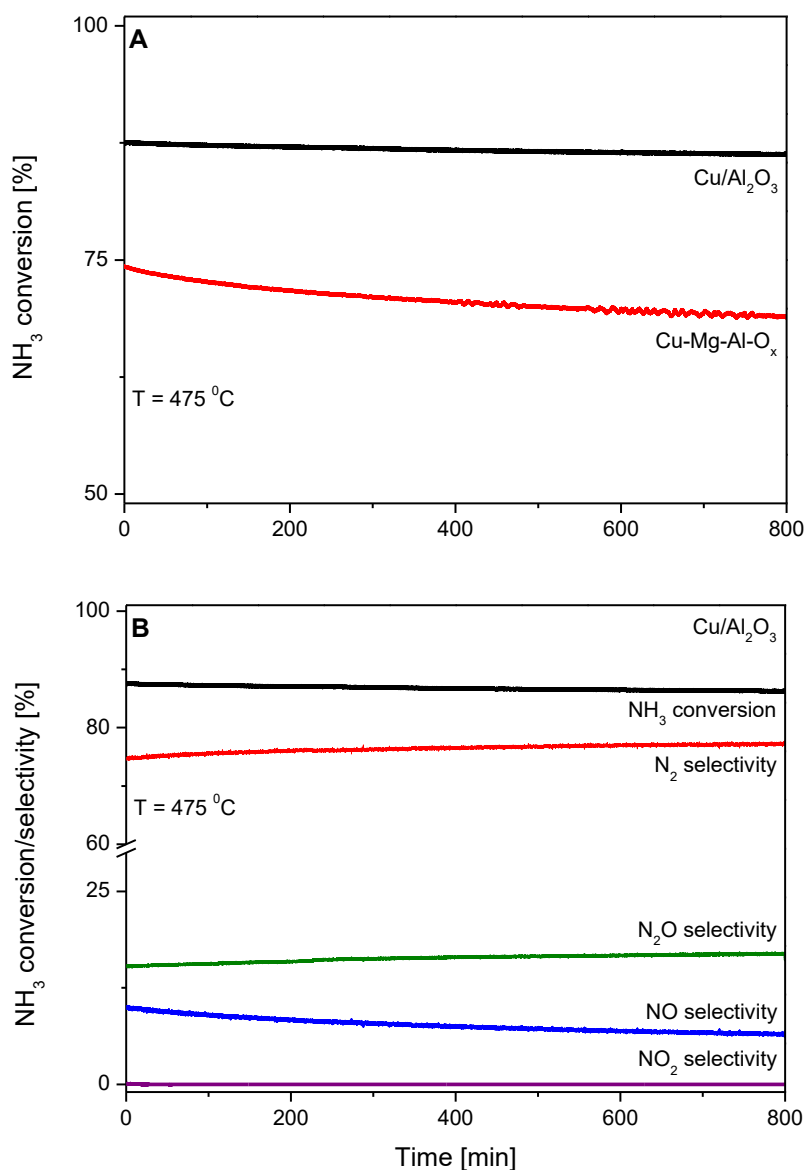 A
100
75
50
NH3 conversion [%]
Cu/Al2O3
Cu-Mg-Al-Ox
T = 475 0C
0
200
400
600
800
B
100
80
60
25
0
NH3 conversion/selectivity [%]
Cu/Al2O3
NH3 conversion
N2 selectivity
T = 475 0C
N2O selectivity
NO selectivity
NO2 selectivity
0
200
400
600
800
Time [min]